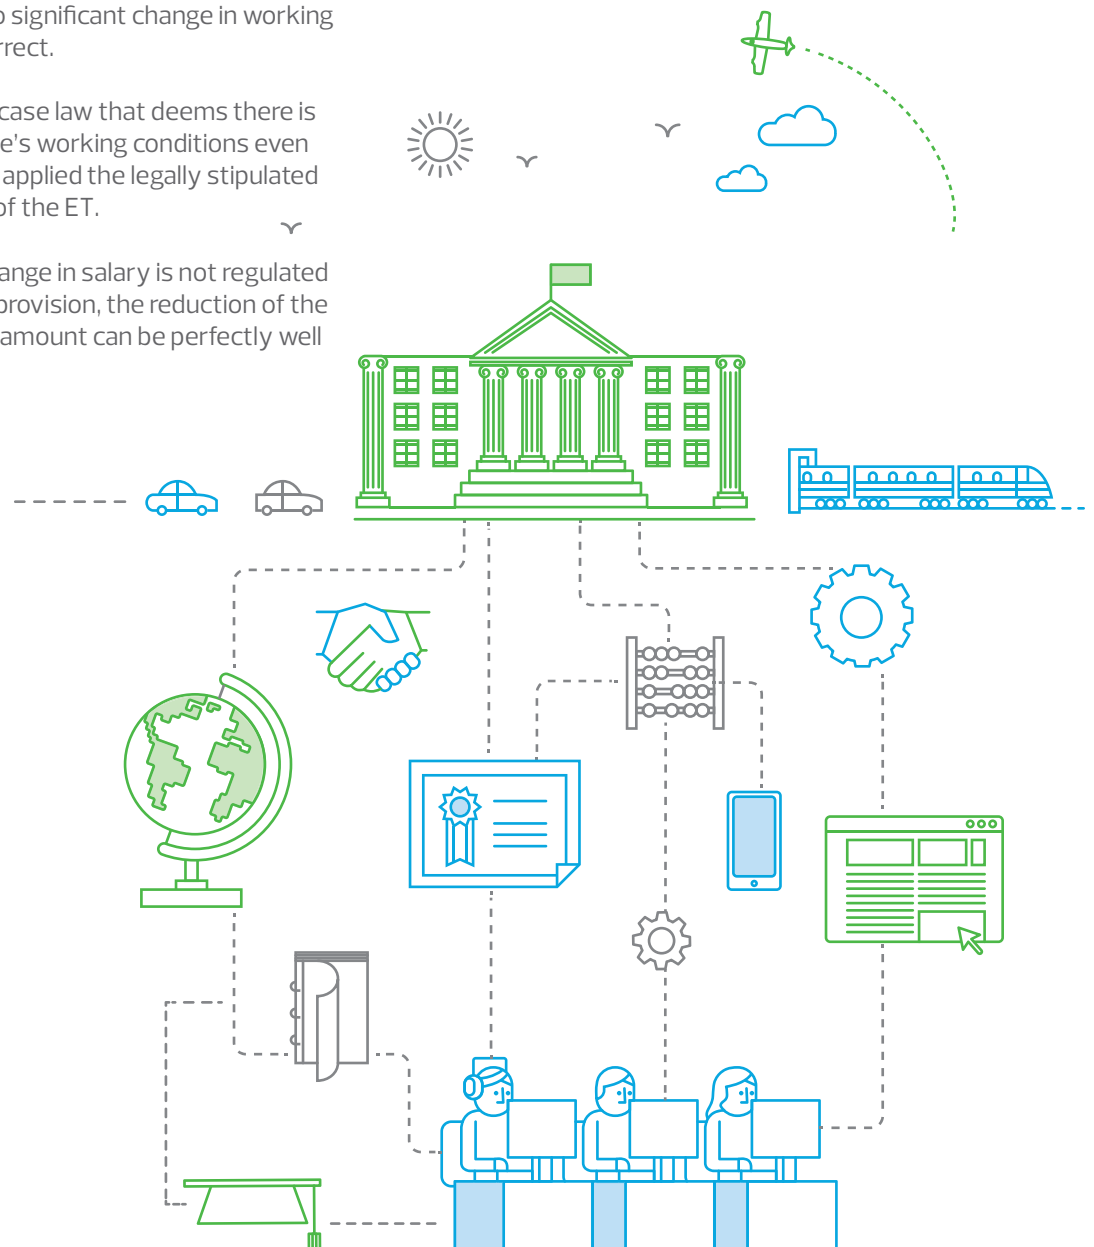 significant change in working
rrect.
case law that deems there is
e's working conditions even
applied the legally stipulated
of the ET.
ange in salary is not regulated
provision, the reduction of the
amount can be perfectly well